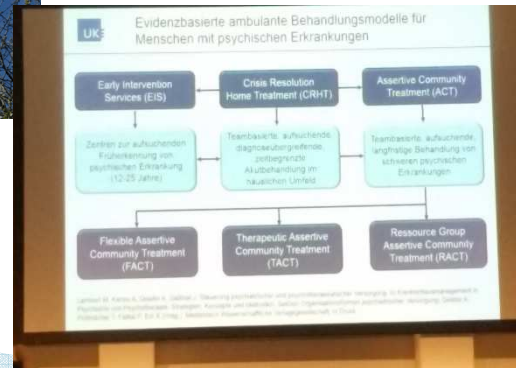 UKE
Evidenzbasierte ambulante Behandlungsmodelle für
Menschen mit psychischen Erkrankungen
Early Intervention
Services (EIS)
Crisis Resolution
Home Treatment (CRHT)
Assertive Community
Treatment (ACT)
Zentren zur aufsuchenden
Früherkennung von
psychischen Erkrankung
(12-25 Jahre)
Teambasierte, aufsuchende,
diagnoseübergreifende,
zeitbegrenzte
Akutbehandlung im
häuslichen Umfeld
Teambasierte, aufsuchende,
langfristige Behandlung von
schweren psychischen
Erkrankungen
Flexible Assertive
Community Treatment
(FACT)
Therapeutic Assertive
Community Treatment
(TACT)
Ressource Group
Assertive Community
Treatment (RACT)